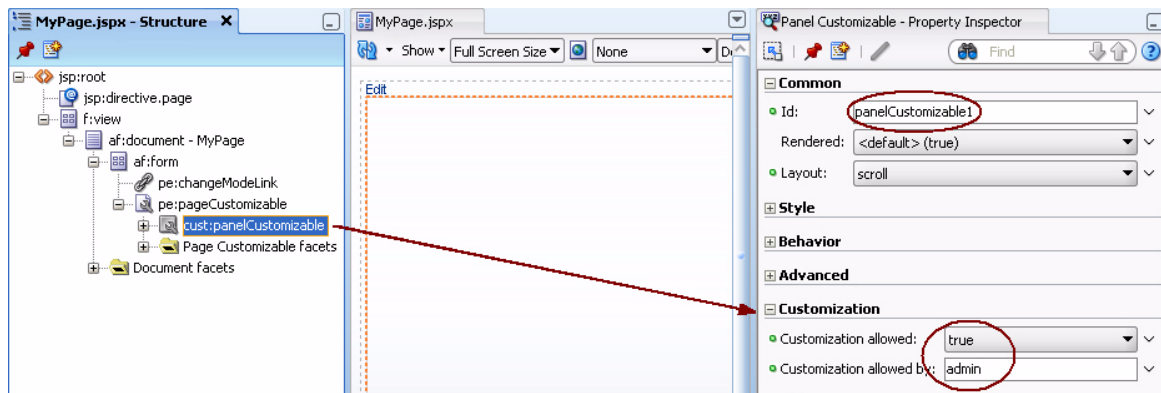 MyPage.jspx - Structure
jsp:root
jsp:directive.page
f:view
af:document - MyPage
af:form
pe:changeModeLink
pe:pageCustomizable
cust:panelCustomizable
Page Customizable facets
Document facets
MyPage.jspx
Show Full Screen Size None
Edit
Panel Customizable - Property Inspector
Find
Common
Id: panelCustomizable1
Rendered: <default> (true)
Layout: scroll
Style
Behavior
Advanced
Customization
Customization allowed: true
Customization allowed by: admin